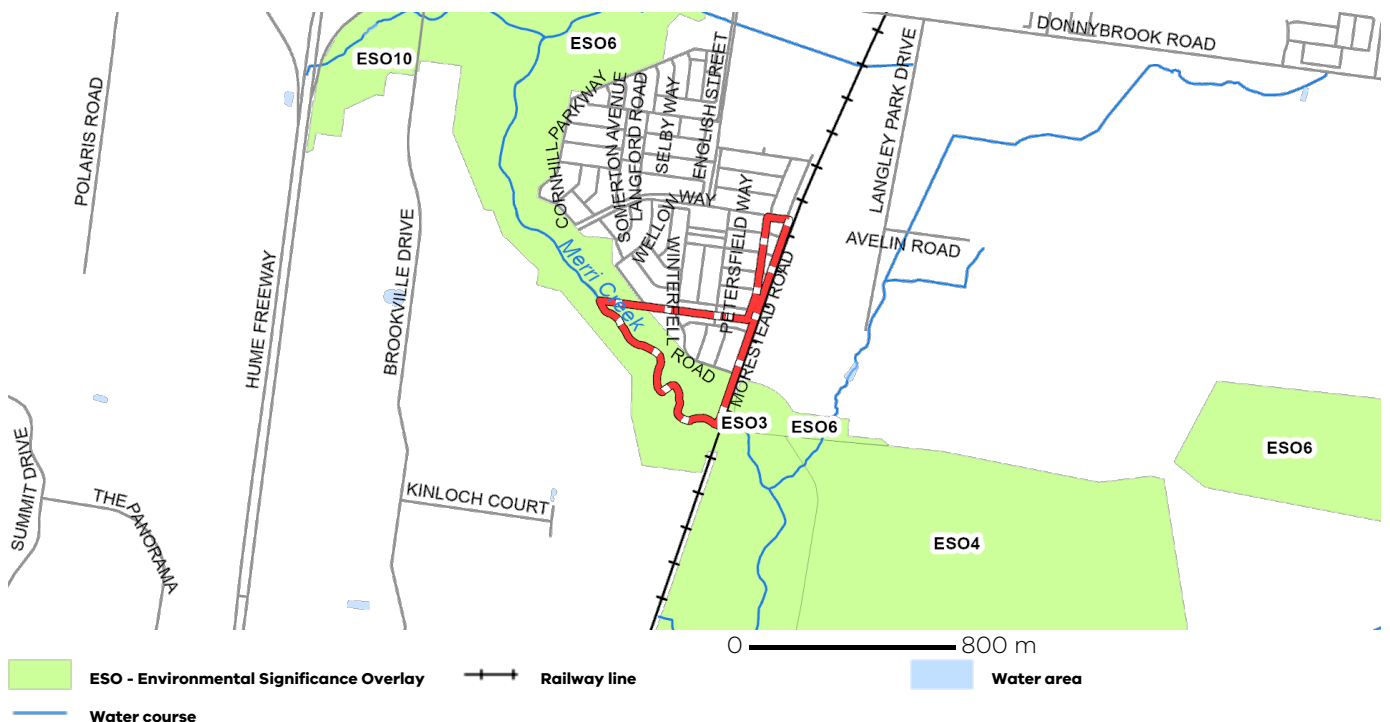 DONNYBROOK ROAD
ESO6
ESO10
POLARIS ROAD
CORNHILL PARKWAY
SOMERTON AVENUE
LANGFORD ROAD
SELBY WAY
ENGLISH STREET
LANGLEY PARK DRIVE
WELLOW WAY
PETERSFIELD WAY
AVELIN ROAD
HUME FREEWAY
BROOKVILLE DRIVE
Merri Creek
WINTERFELL ROAD
MORESTEAD ROAD
ESO3
ESO6
ESO6
SUMMIT DRIVE
THE PANORAMA
KINLOCH COURT
ESO4
0 800 m
ESO - Environmental Significance Overlay
Railway line
Water area
Water course